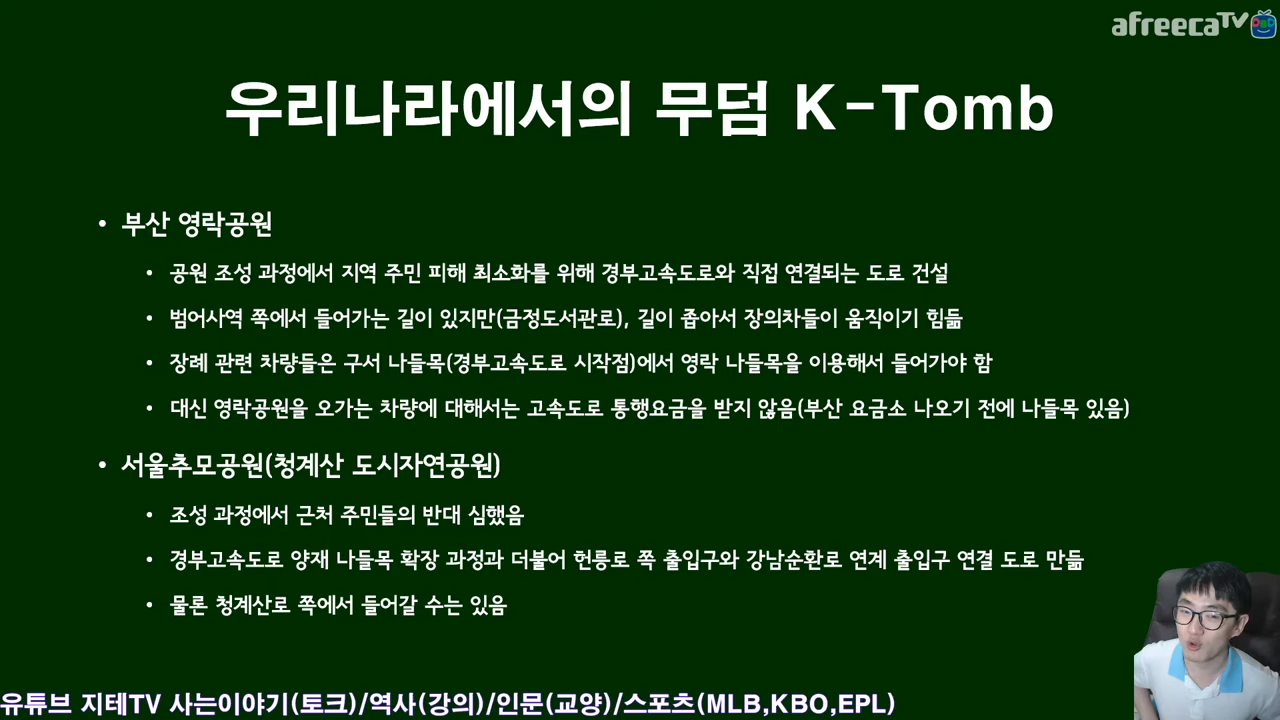 afreecaTV
우리나라에서의 무덤 K-Tomb
• 부산 영락공원
• 공원 조성 과정에서 지역 주민 피해 최소화를 위해 경부고속도로와 직접 연결되는 도로 건설
• 범어사역 쪽에서 들어가는 길이 있지만(금정도서관로), 길이 좁아서 장의차들이 움직이기 힘듦
• 장례 관련 차량들은 구서 나들목(경부고속도로 시작점)에서 영락 나들목을 이용해서 들어가야 함
• 대신 영락공원을 오가는 차량에 대해서는 고속도로 통행요금을 받지 않음(부산 요금소 나오기 전에 나들목 있음)
• 서울추모공원(청계산 도시자연공원)
• 조성 과정에서 근처 주민들의 반대 심했음
• 경부고속도로 양재 나들목 확장 과정과 더불어 헌릉로 쪽 출입구와 강남순환로 연계 출입구 연결 도로 만듦
• 물론 청계산로 쪽에서 들어갈 수는 있음
유튜브 지테TV 사는이야기(토크)/역사(강의)/인문(교양)/스포츠(MLB,KBO,EPL)